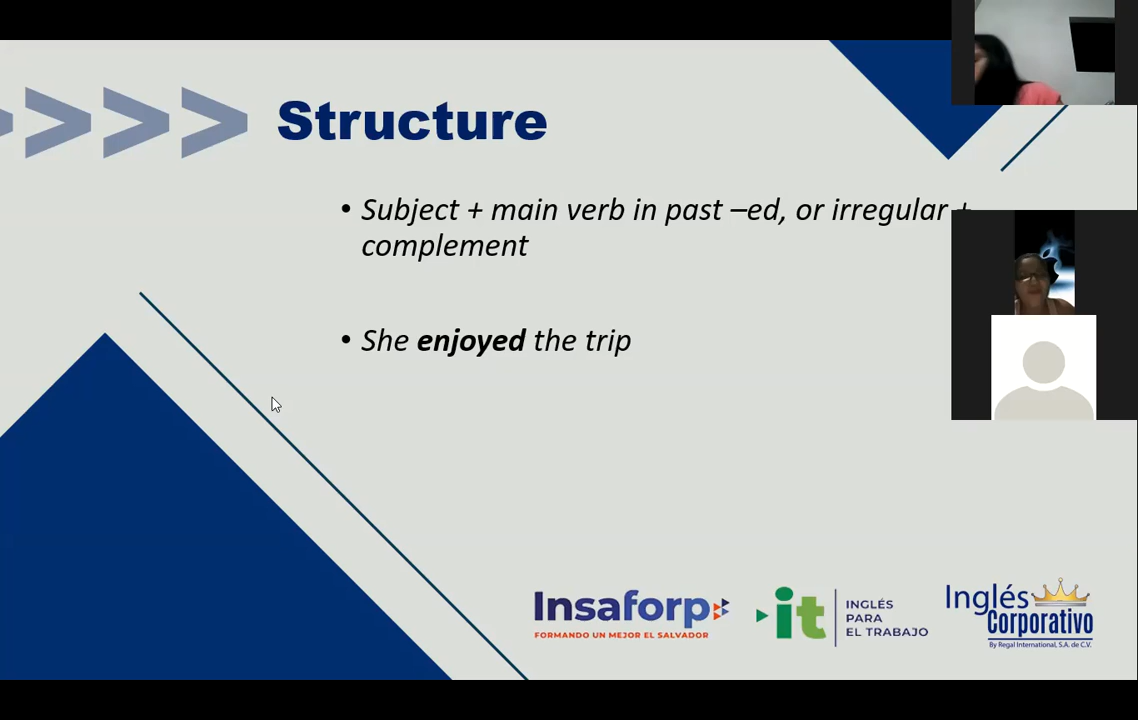 Structure
• Subject + main verb in past –ed, or irregular +
complement
• She enjoyed the trip
Insaforp
FORMANDO UN MEJOR EL SALVADOR
it
INGLÉS
PARA
EL TRABAJO
Inglés
Corporativo
By Regal International, S.A. de C.V.